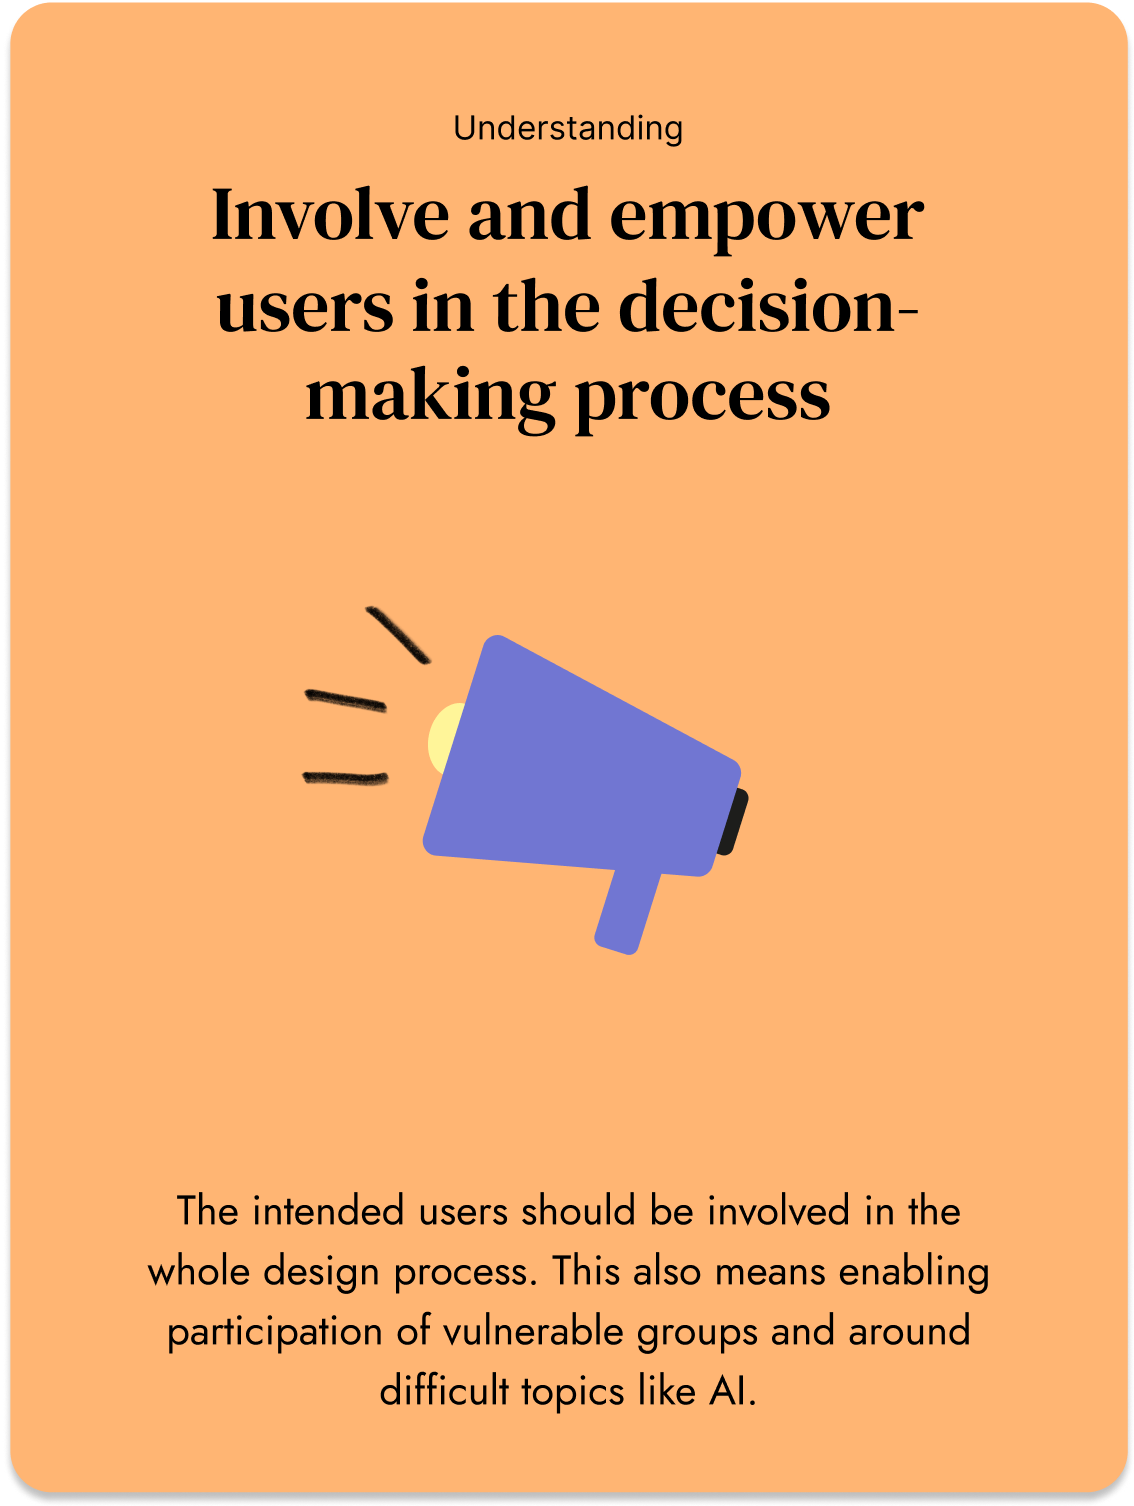 Understanding
Involve and empower
users in the decision-
making process
The intended users should be involved in the
whole design process. This also means enabling
participation of vulnerable groups and around
difficult topics like AI.